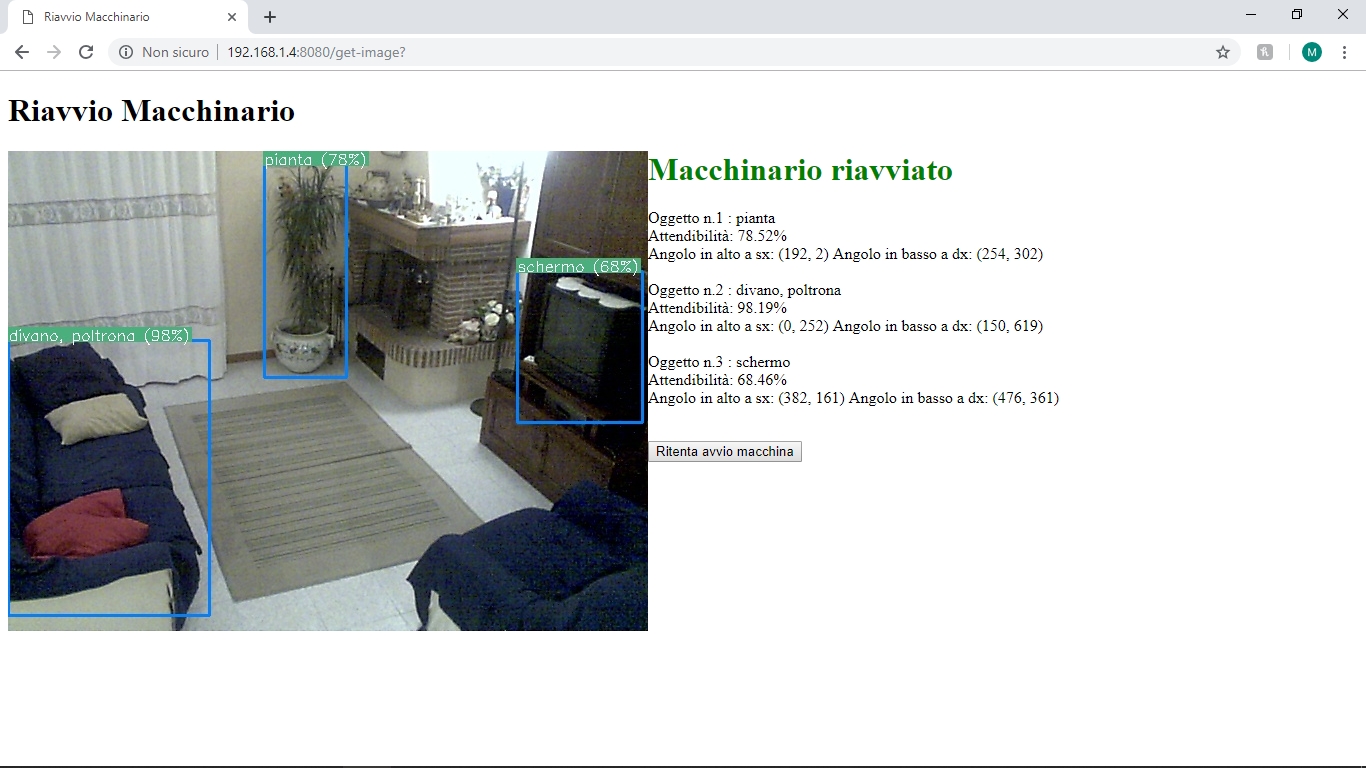 Riavvio Macchinario
Non sicuro
192.168.1.4:8080/get-image?
M
Riavvio Macchinario
pianta (78%)
schermo (68%)
divano, poltrona (98%)
Macchinario riavviato
Oggetto n.1 : pianta
Attendibilità: 78.52%
Angolo in alto a sx: (192, 2) Angolo in basso a dx: (254, 302)
Oggetto n.2 : divano, poltrona
Attendibilità: 98.19%
Angolo in alto a sx: (0, 252) Angolo in basso a dx: (150, 619)
Oggetto n.3 : schermo
Attendibilità: 68.46%
Angolo in alto a sx: (382, 161) Angolo in basso a dx: (476, 361)
Ritenta avvio macchina